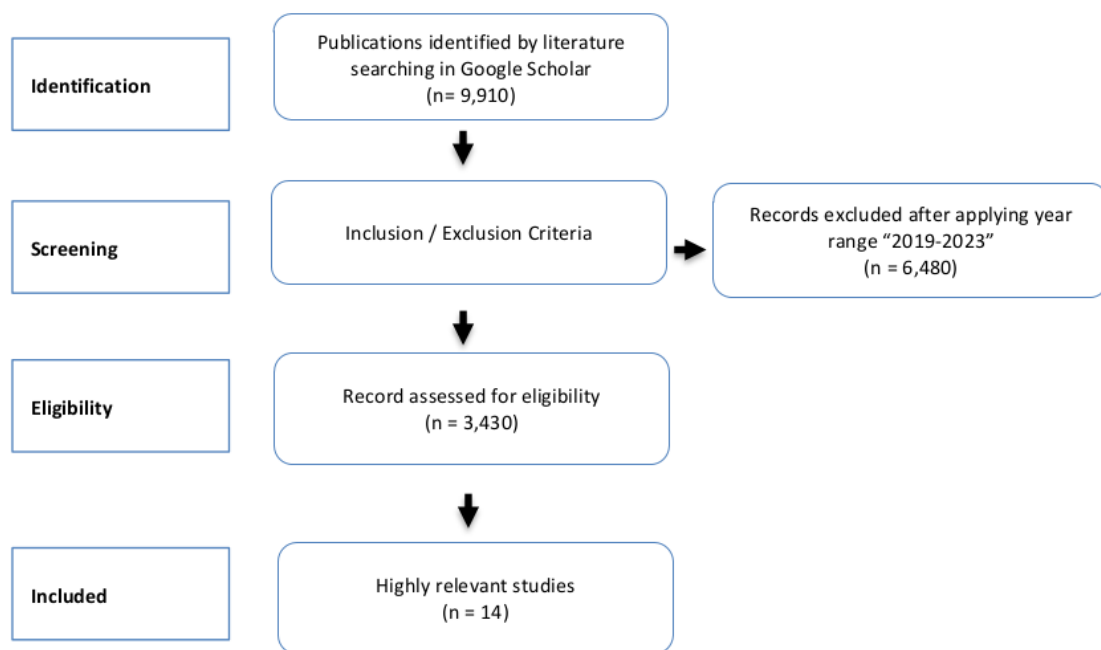 Identification
Publications identified by literature
searching in Google Scholar
(n= 9,910)
Screening
Inclusion / Exclusion Criteria
Records excluded after applying year
range “2019-2023”
(n = 6,480)
Eligibility
Record assessed for eligibility
(n = 3,430)
Included
Highly relevant studies
(n = 14)